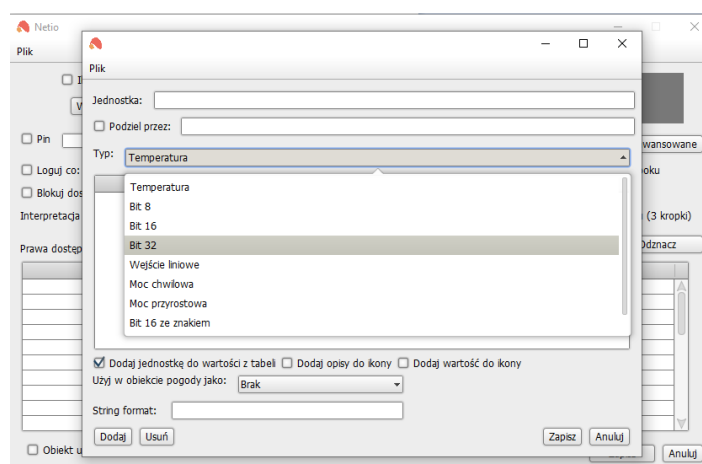 Netio
Plik
Plik
Jednostka:
Podziel przez:
Pin
wansowane
Typ: Temperatura
Loguj co:
oku
Temperatura
Blokuj dos
Bit 8
Interpretacja
(3 kropki)
Bit 16
Prawa dostęp
Bit 32
Odznacz
Wejście liniowe
Moc chwilowa
Moc przyrostowa
Bit 16 ze znakiem
Dodaj jednostkę do wartości z tabeli Dodaj opisy do ikony Dodaj wartość do ikony
Użyj w obiekcie pogody jako: Brak
String format:
Dodaj Usuń Zapisz Anuluj
Obiekt u
Anuluj